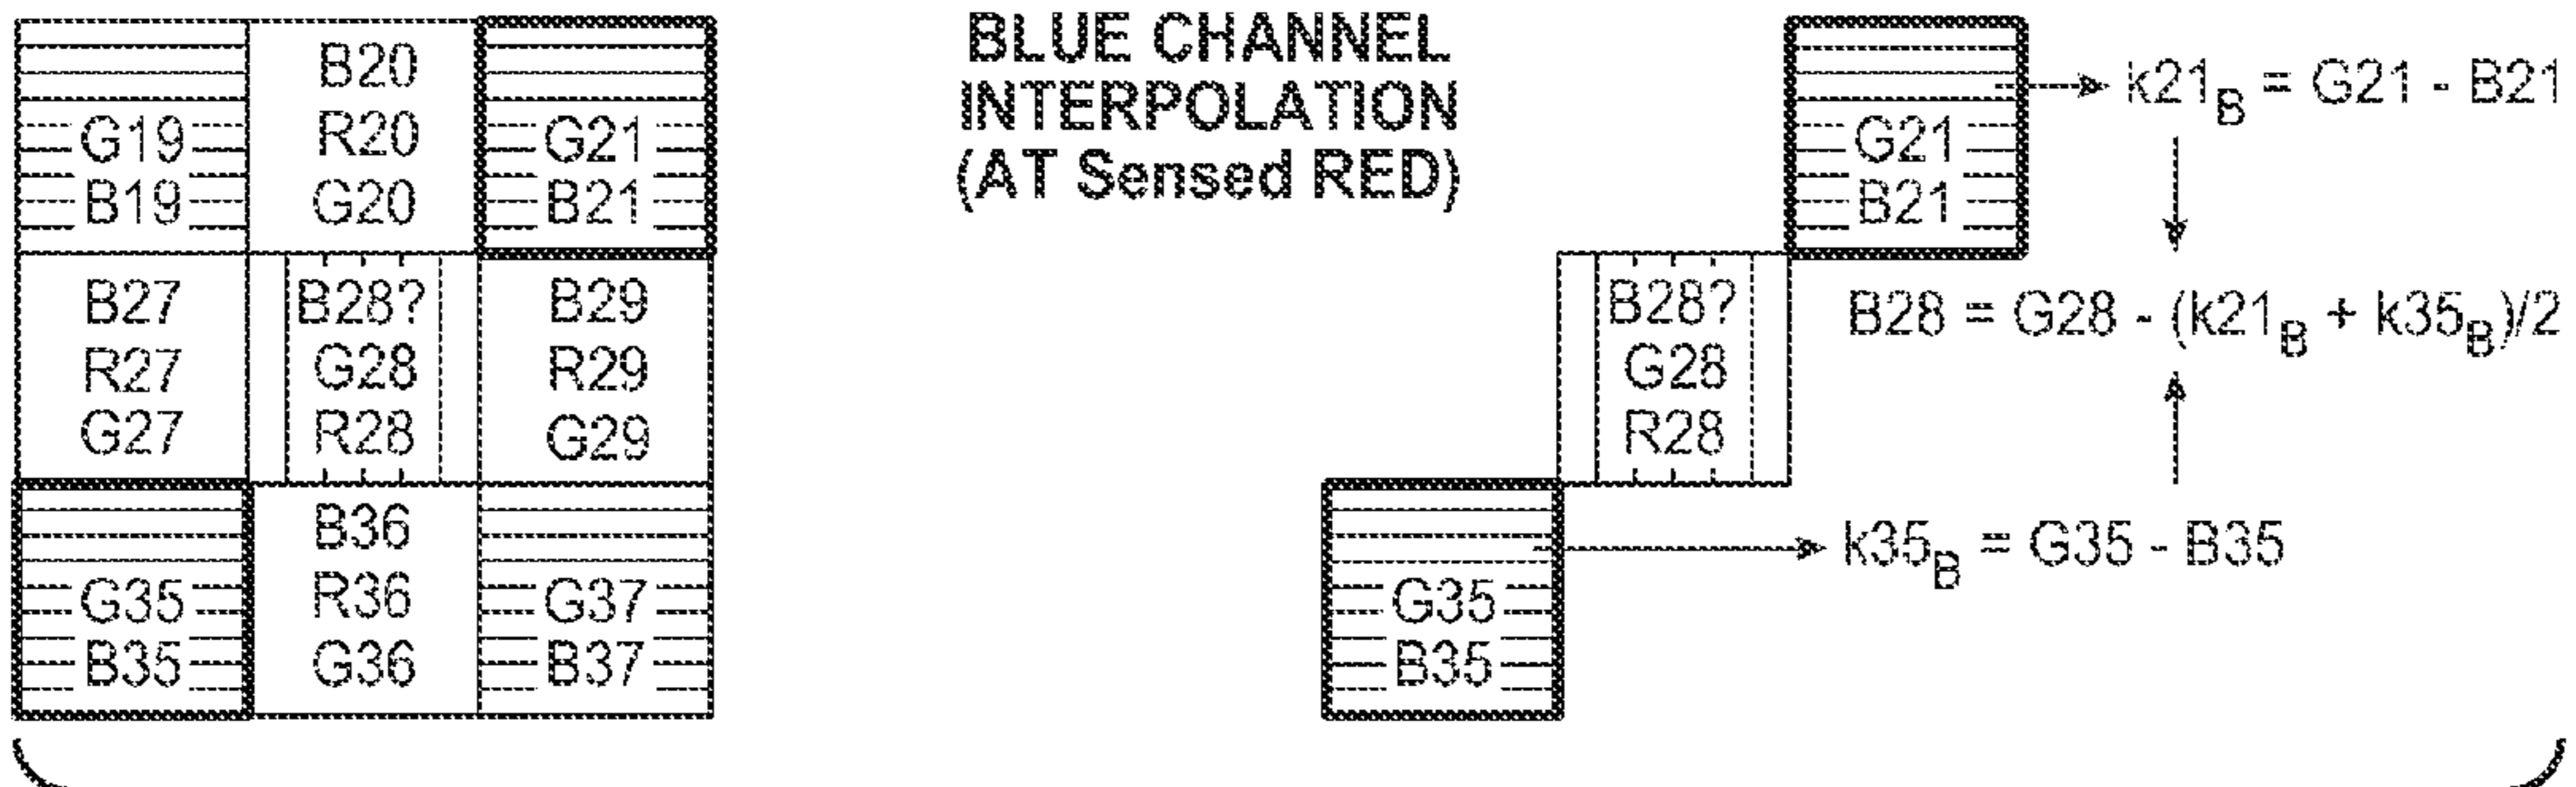 B20
R20
G20
G19
B19
G21
B21
B27
R27
G27
B28?
G28
R28
B29
R29
G29
G35
B35
B36
R36
G36
G37
B37
BLUE CHANNEL
INTERPOLATION
(AT Sensed RED)
G21
B21
k21B = G21 - B21
B28?
G28
R28
B28 = G28 - (k21B + k35B)/2
G35
B35
k35B = G35 - B35